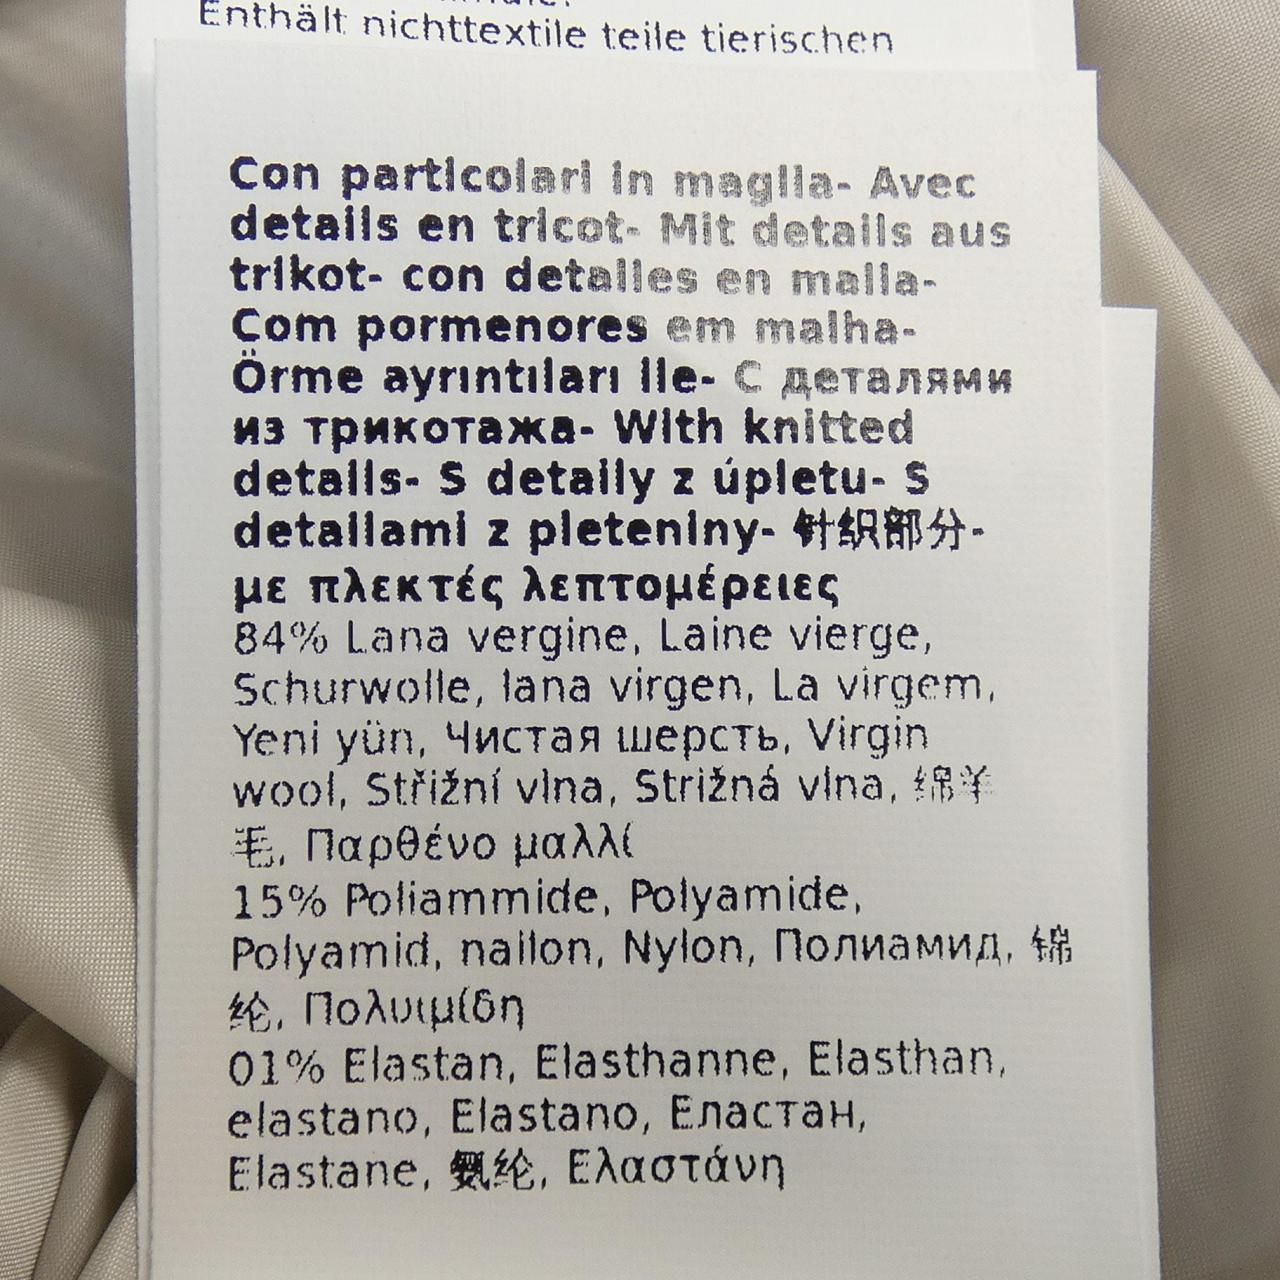 Enthält nichttextile teile tierischen
Con particolari in maglia- Avec
details en tricot- Mit details aus
trikot- con detalles en malla-
Com pormenores em malha-
Örme ayrıntıları ile- С деталями
из трикотажа- With knitted
details- S detaily z úpletu- S
detailami z pleteniny- 针织部分-
με πλεκτές λεπτομέρειες
84% Lana vergine, Laine vierge,
Schurwolle, lana virgen, La virgem,
Yeni yün, Чистая шерсть, Virgin
wool, Střižní vlna, Strižná vlna, 绵羊
毛, Παρθένο μαλλί
15% Poliammide, Polyamide,
Polyamid, nailon, Nylon, Полиамид, 锦
纶, Πολυιμίδη
01% Elastan, Elasthanne, Elasthan,
elastano, Elastano, Еластан,
Elastane, 氨纶, Ελαστάνη